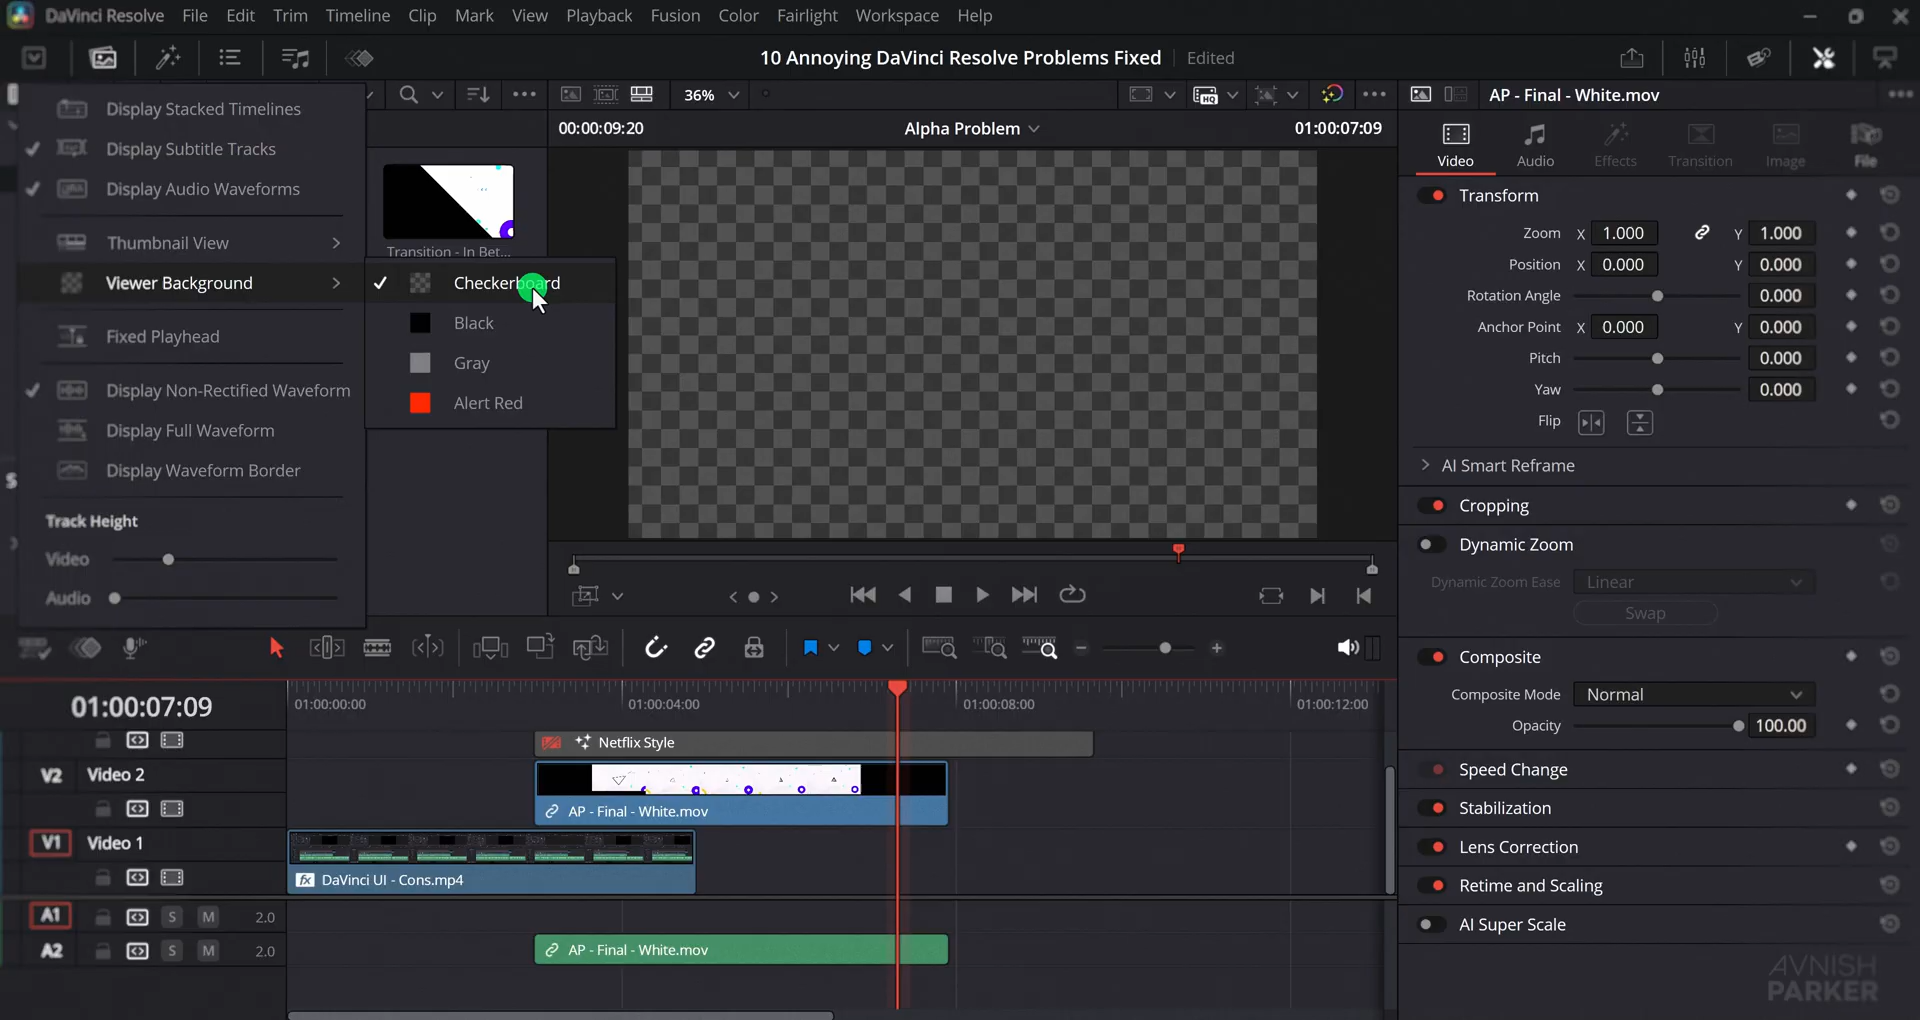 DaVinci Resolve File Edit Trim Timeline Clip Mark View Playback Fusion Color Fairlight Workspace Help
10 Annoying DaVinci Resolve Problems Fixed Edited
36% HQ AP - Final - White.mov
00:00:09:20 Alpha Problem 01:00:07:09
Display Stacked Timelines
Display Subtitle Tracks
Display Audio Waveforms
Thumbnail View
Viewer Background
Fixed Playhead
Display Non-Rectified Waveform
Display Full Waveform
Display Waveform Border
Track Height
Video
Audio
Transition - In Bet...
Checkerboard
Black
Gray
Alert Red
Video Audio Effects Transition Image File
Transform
Zoom X 1.000 Y 1.000
Position X 0.000 Y 0.000
Rotation Angle 0.000
Anchor Point X 0.000 Y 0.000
Pitch 0.000
Yaw 0.000
Flip
AI Smart Reframe
Cropping
Dynamic Zoom
Dynamic Zoom Ease Linear
Swap
Composite
Composite Mode Normal
Opacity 100.00
Speed Change
Stabilization
Lens Correction
Retime and Scaling
AI Super Scale
01:00:07:09 01:00:00:00 01:00:04:00 01:00:08:00 01:00:12:00
Netflix Style
V2 Video 2
AP - Final - White.mov
V1 Video 1
fx DaVinci UI - Cons.mp4
A1 S M 2.0
A2 S M 2.0 AP - Final - White.mov
AVNISH
PARKER